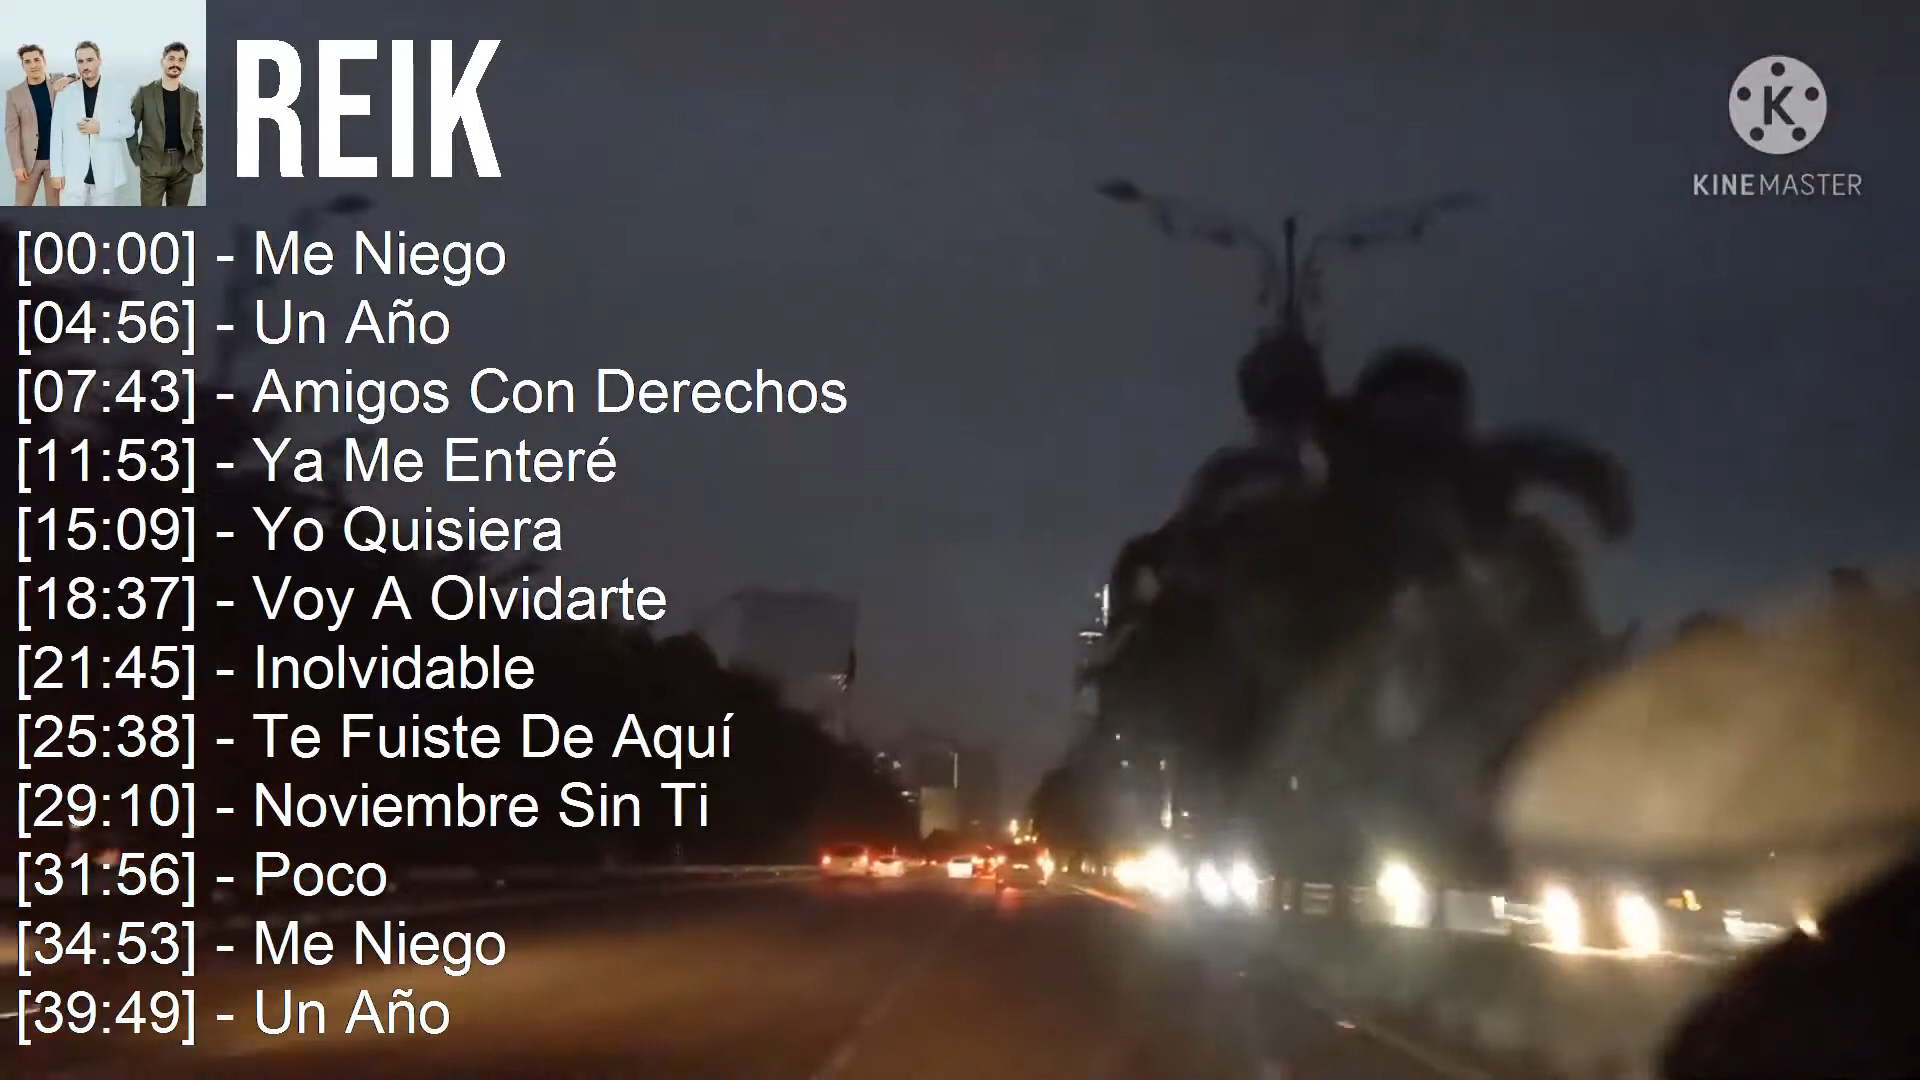 REIK
K
KINEMASTER
[00:00] - Me Niego
[04:56] - Un Año
[07:43] - Amigos Con Derechos
[11:53] - Ya Me Enteré
[15:09] - Yo Quisiera
[18:37] - Voy A Olvidarte
[21:45] - Inolvidable
[25:38] - Te Fuiste De Aquí
[29:10] - Noviembre Sin Ti
[31:56] - Poco
[34:53] - Me Niego
[39:49] - Un Año